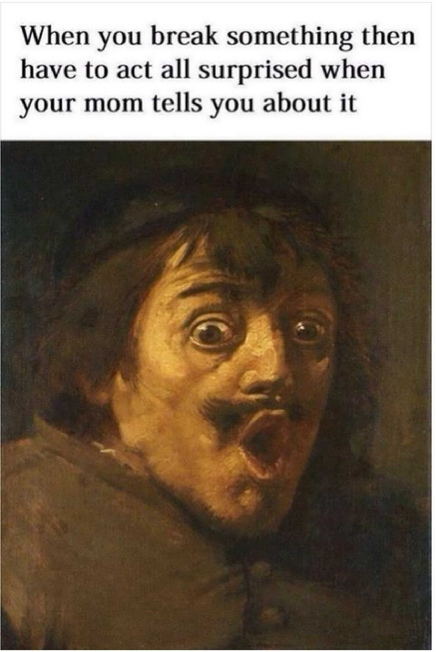 When you break something then
have to act all surprised when
your mom tells you about it